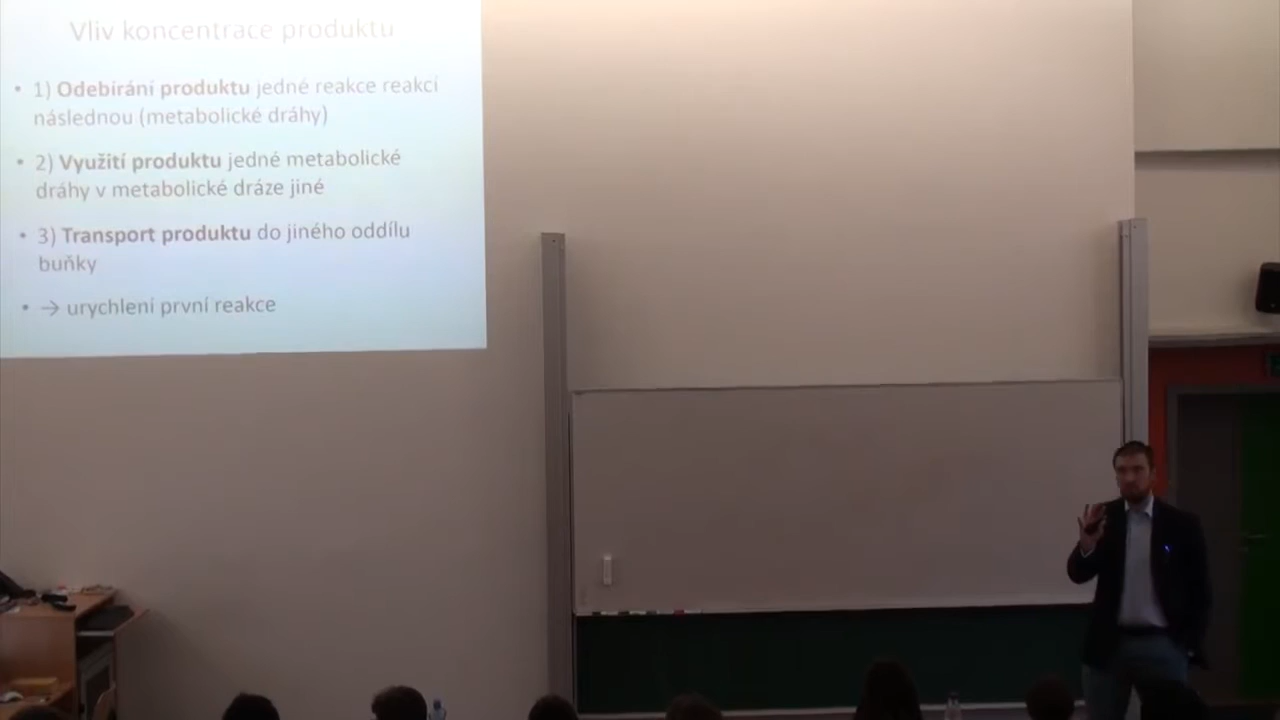 Vliv koncentrace produktu
• 1) Odebírání produktu jedné reakce reakcí
následnou (metabolické dráhy)
• 2) Využití produktu jedné metabolické
dráhy v metabolické dráze jiné
• 3) Transport produktu do jiného oddílu
buňky
• → urychlení první reakce